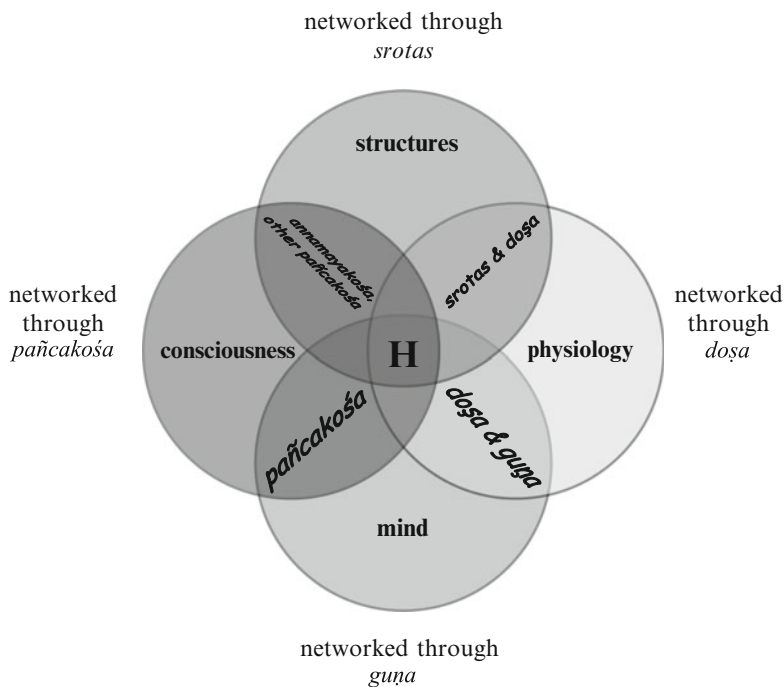 networked through
srotas
structures
annamayakośa,
other pañcakośa
srotas & doṣa
networked
through
pañcakośa
consciousness
H
physiology
networked
through
doṣa
pañcakośa
doṣa & guṇa
mind
networked through
guṇa